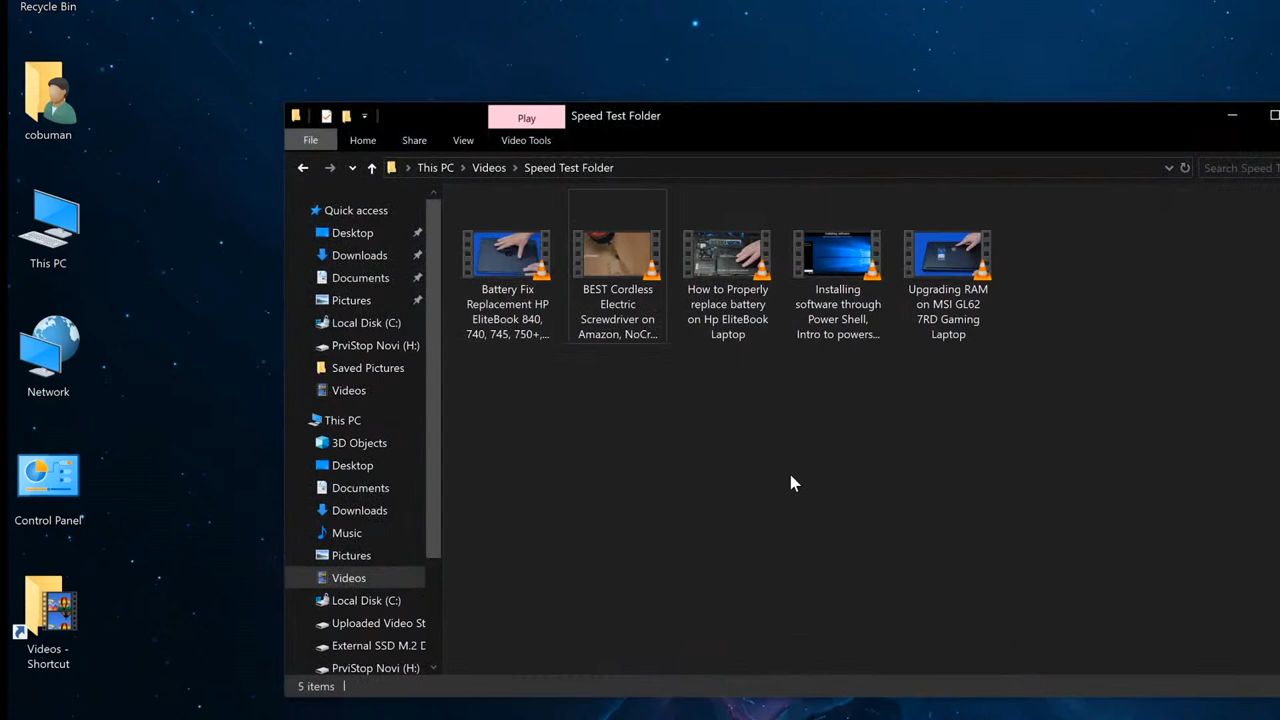 Recycle Bin
cobuman
This PC
Network
Control Panel
Videos -
Shortcut
Play
Speed Test Folder
File
Home
Share
View
Video Tools
This PC
Videos
Speed Test Folder
Search Speed T
Quick access
Desktop
Downloads
Documents
Pictures
Local Disk (C:)
PrviStop Novi (H:)
Saved Pictures
Videos
This PC
3D Objects
Desktop
Documents
Downloads
Music
Pictures
Videos
Local Disk (C:)
Uploaded Video St
External SSD M.2 D
PrviStop Novi (H:)
Battery Fix
Replacement HP
EliteBook 840,
740, 745, 750+,...
BEST Cordless
Electric
Screwdriver on
Amazon, NoCr...
How to Properly
replace battery
on Hp EliteBook
Laptop
Installing
software through
Power Shell,
Intro to powers...
Upgrading RAM
on MSI GL62
7RD Gaming
Laptop
5 items